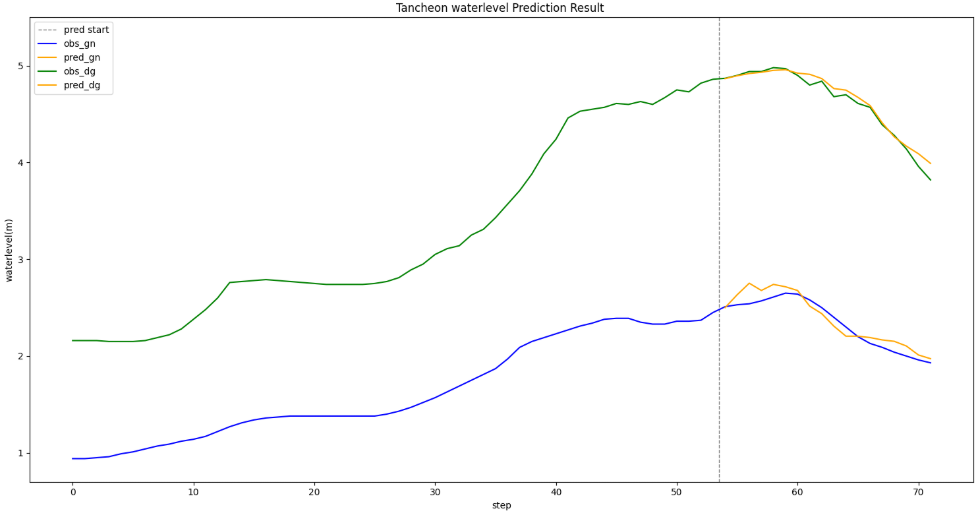 Tancheon waterlevel Prediction Result
pred start
obs_gn
pred_gn
obs_dg
pred_dg
waterlevel(m)
5
4
3
2
1
0 10 20 30 40 50 60 70
step